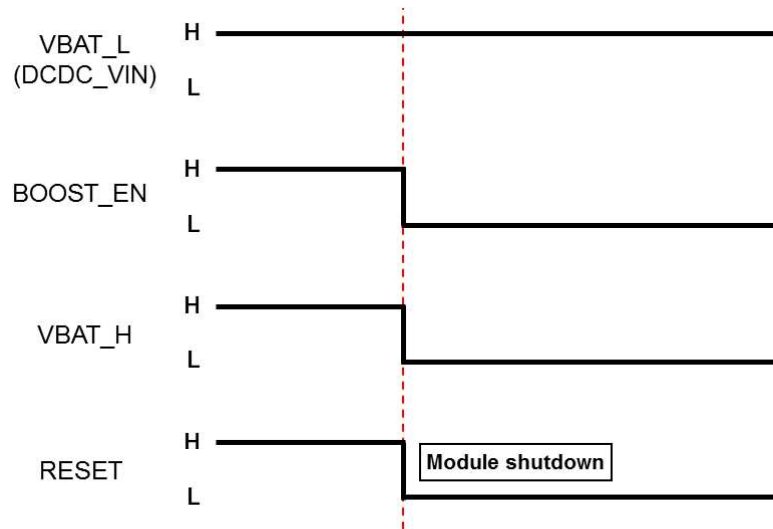 VBAT_L
(DCDC_VIN)
H
L
BOOST_EN
H
L
VBAT_H
H
L
RESET
H
L
Module shutdown